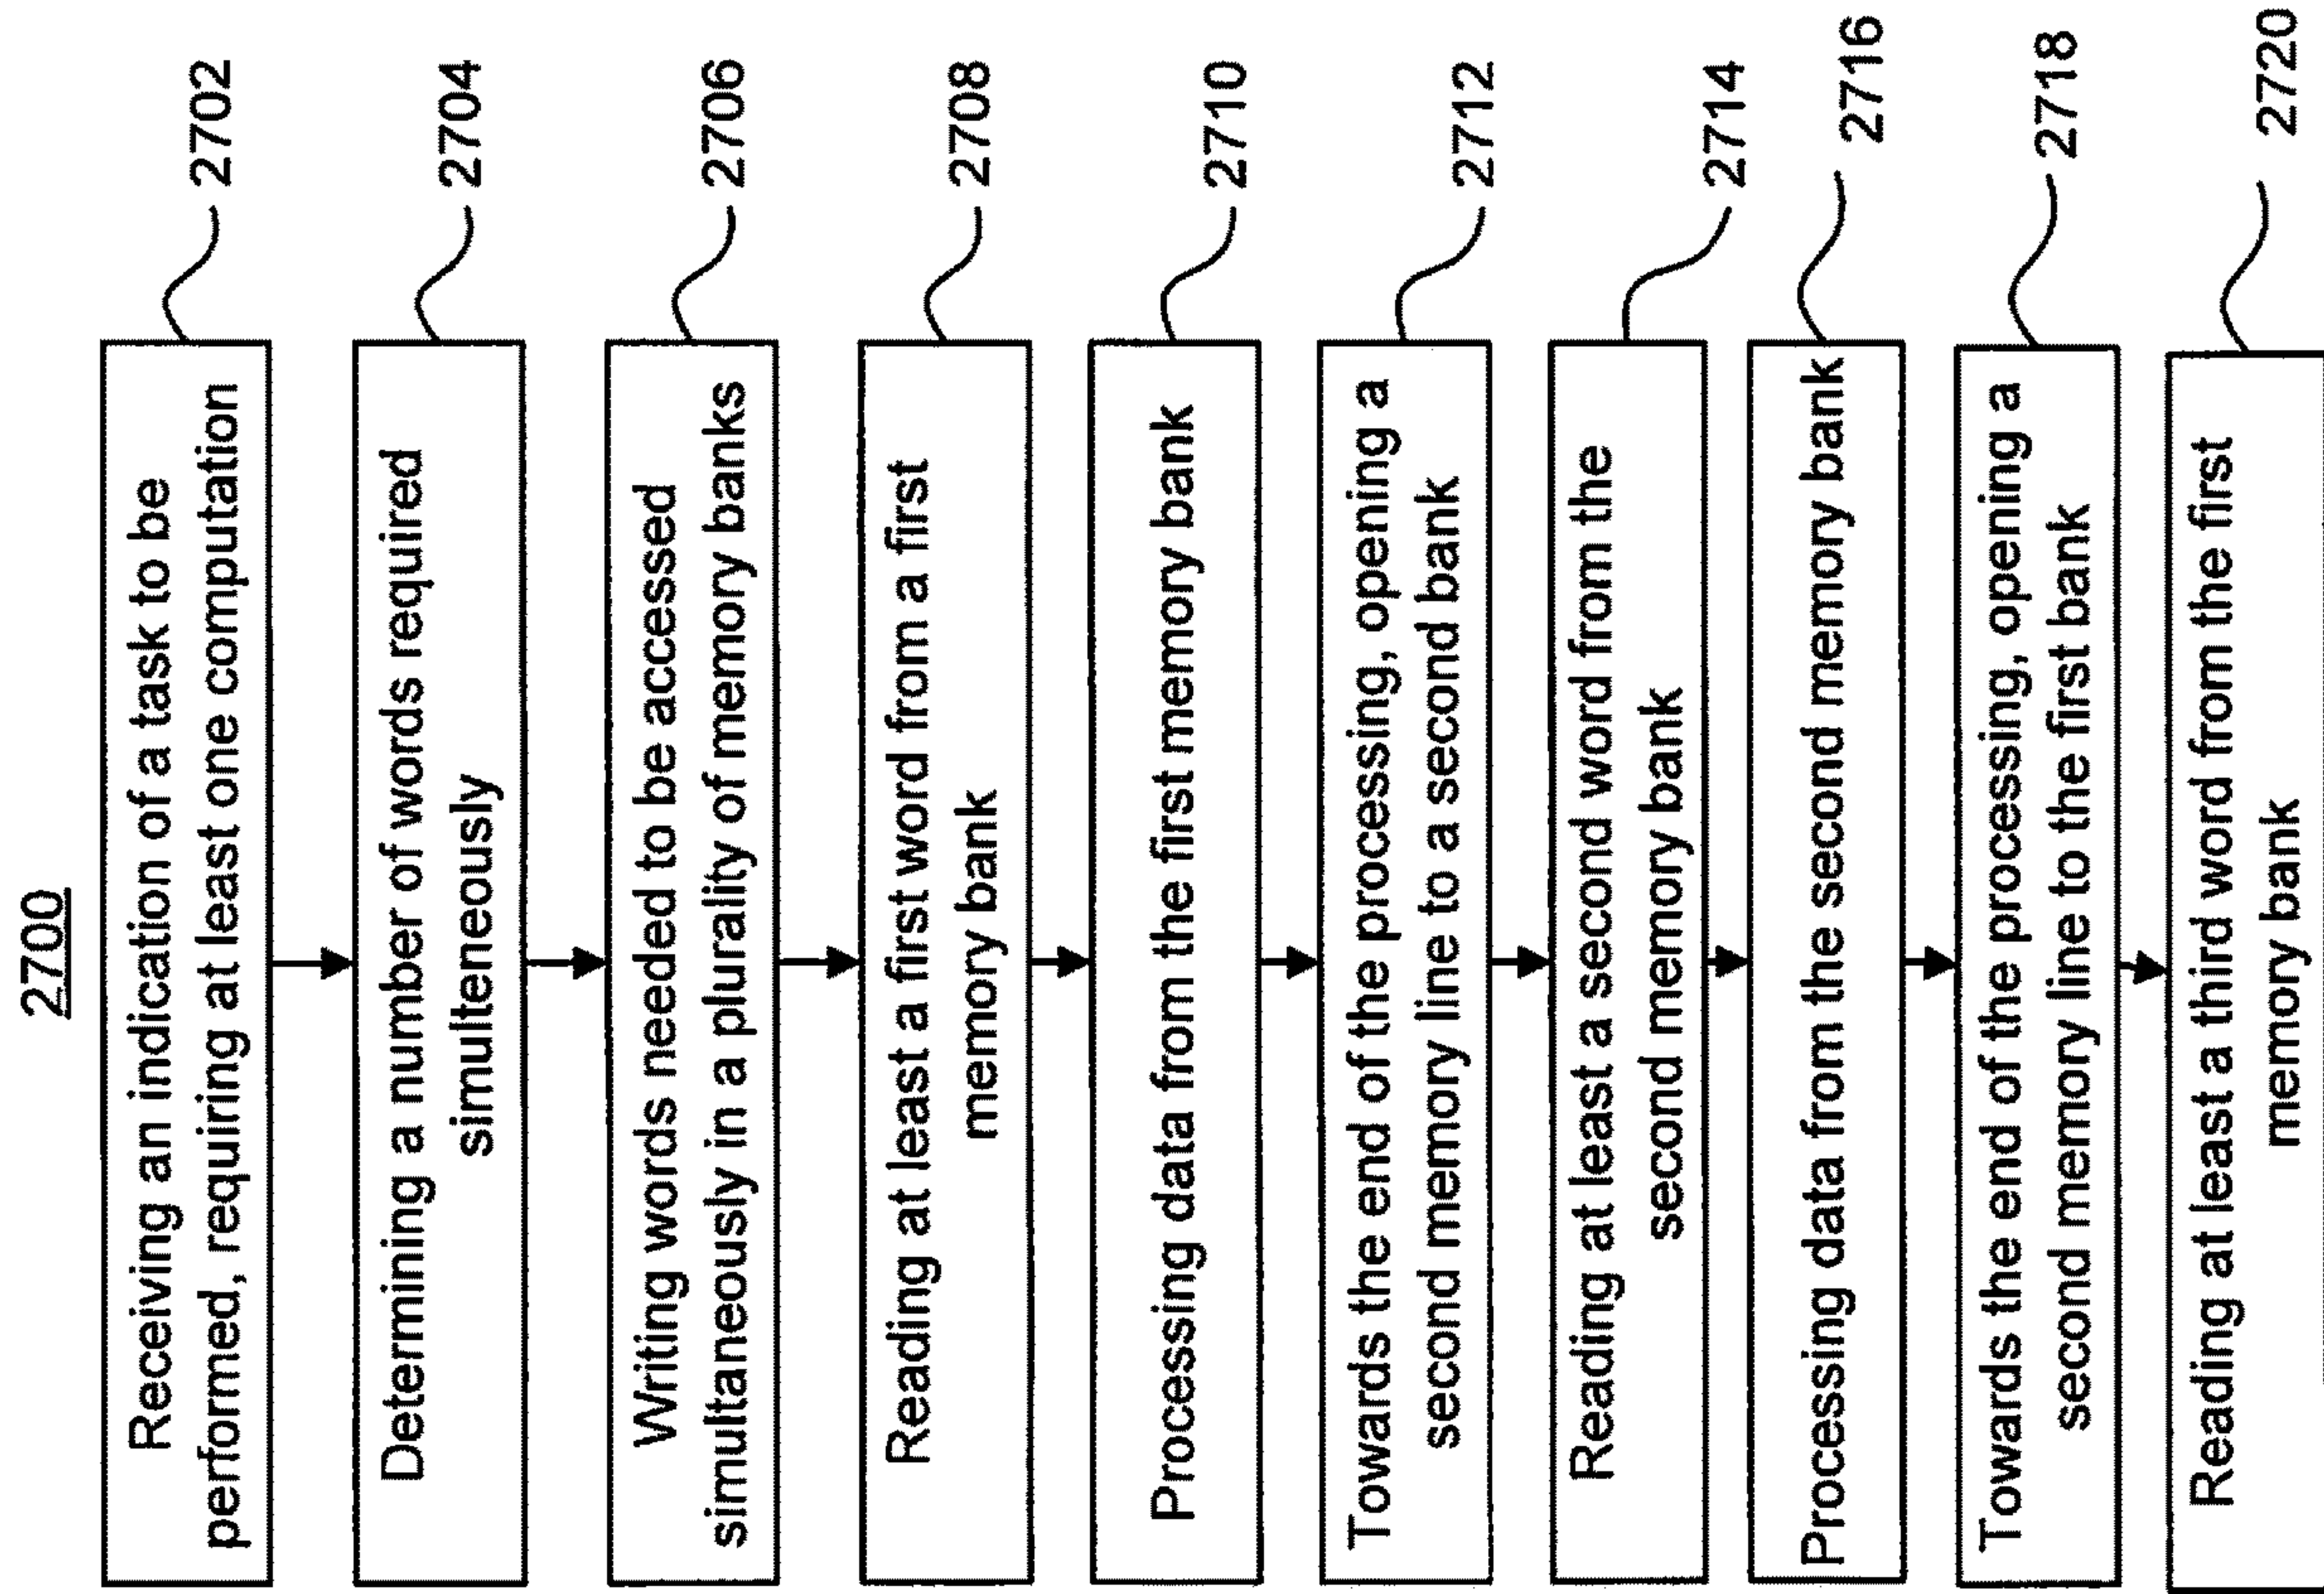 2700
Receiving an indication of a task to be
performed, requiring at least one computation
2702
Determining a number of words required
simulteneously
2704
Writing words needed to be accessed
simultaneously in a plurality of memory banks
2706
Reading at least a first word from a first
memory bank
2708
Processing data from the first memory bank
2710
Towards the end of the processing, opening a
second memory line to a second bank
2712
Reading at least a second word from the
second memory bank
2714
Processing data from the second memory bank
2716
Towards the end of the processing, opening a
second memory line to the first bank
2718
Reading at least a third word from the first
memory bank
2720